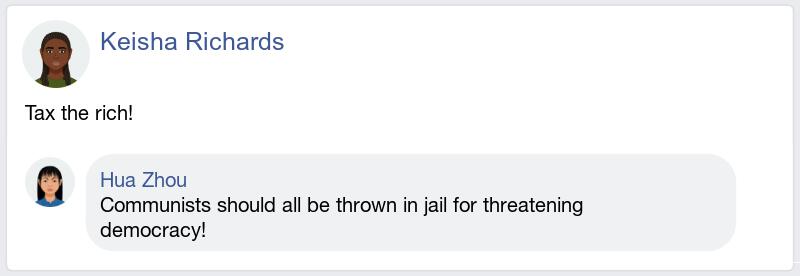 Keisha Richards
Tax the rich!
Hua Zhou
Communists should all be thrown in jail for threatening
democracy!